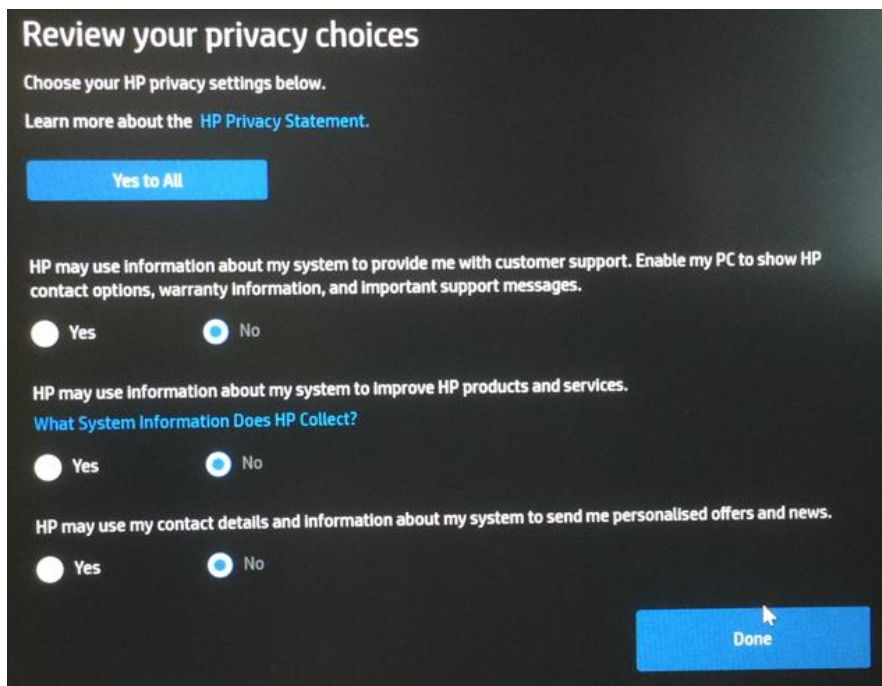 Review your privacy choices
Choose your HP privacy settings below.
Learn more about the HP Privacy Statement.
Yes to All
HP may use information about my system to provide me with customer support. Enable my PC to show HP
contact options, warranty information, and important support messages.
Yes No
HP may use information about my system to improve HP products and services.
What System Information Does HP Collect?
Yes No
HP may use my contact details and information about my system to send me personalised offers and news.
Yes No
Done